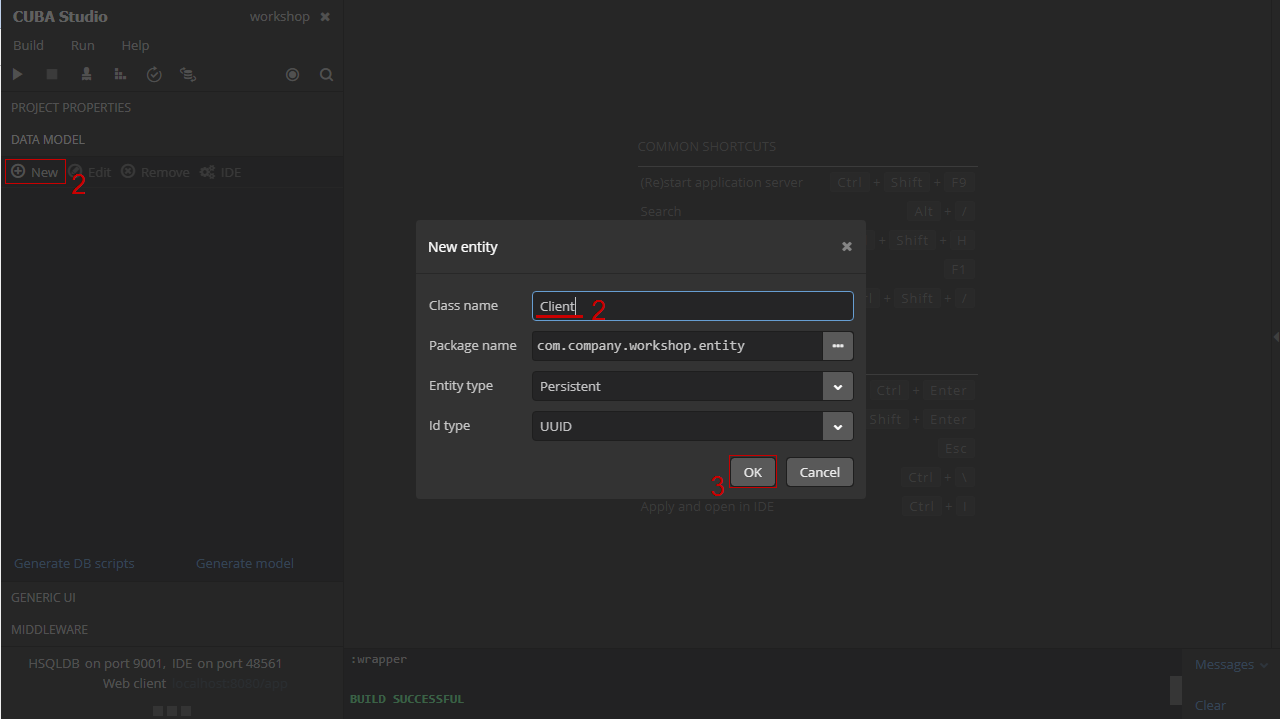 CUBA Studio workshop
Build Run Help
PROJECT PROPERTIES
DATA MODEL
New Edit Remove IDE
2
COMMON SHORTCUTS
(Re)start application server Ctrl + Shift + F9
Search Alt + /
+ Shift + H
F1
+ Shift + /
New entity
Class name Client 2
Package name com.company.workshop.entity
Entity type Persistent
Id type UUID
3 OK Cancel
Ctrl + Enter
Shift + Enter
Esc
Ctrl + \
Apply and open in IDE Ctrl + I
Generate DB scripts Generate model
GENERIC UI
MIDDLEWARE
HSQLDB on port 9001, IDE on port 48561
Web client localhost:8080/app
:wrapper
BUILD SUCCESSFUL
Messages
Clear